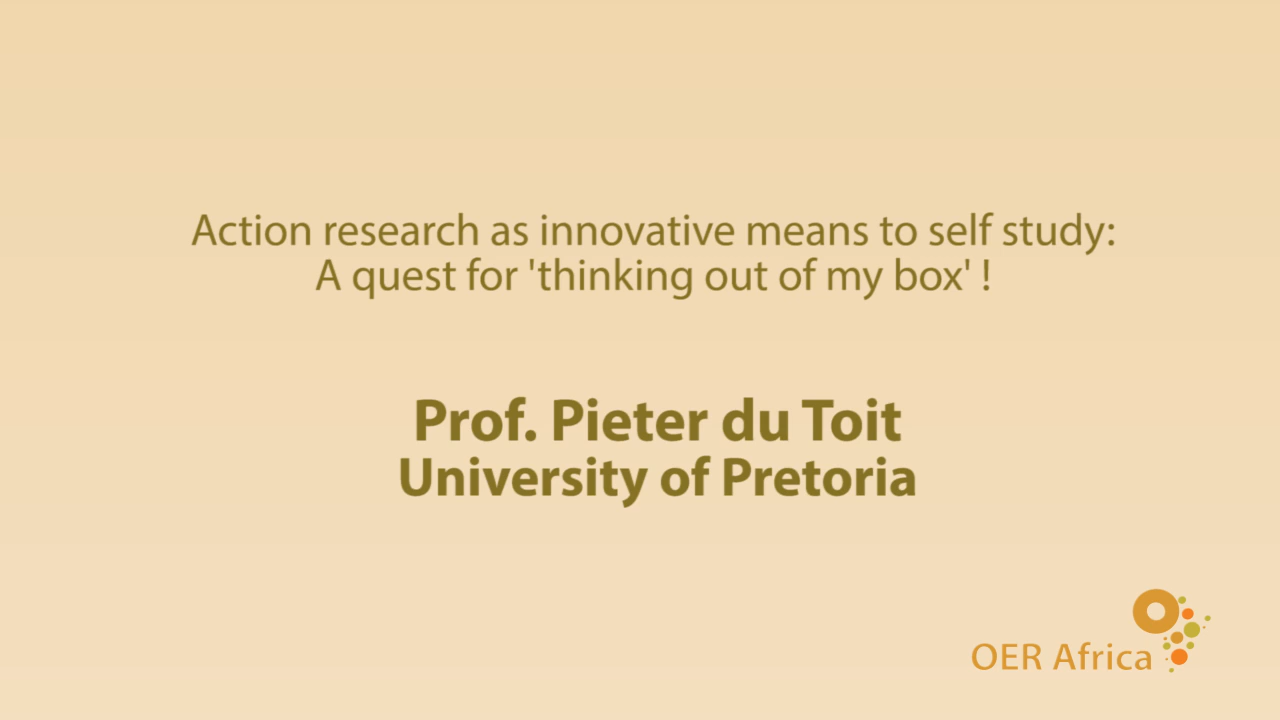 Action research as innovative means to self study:
A quest for 'thinking out of my box' !
Prof. Pieter du Toit
University of Pretoria
OER Africa